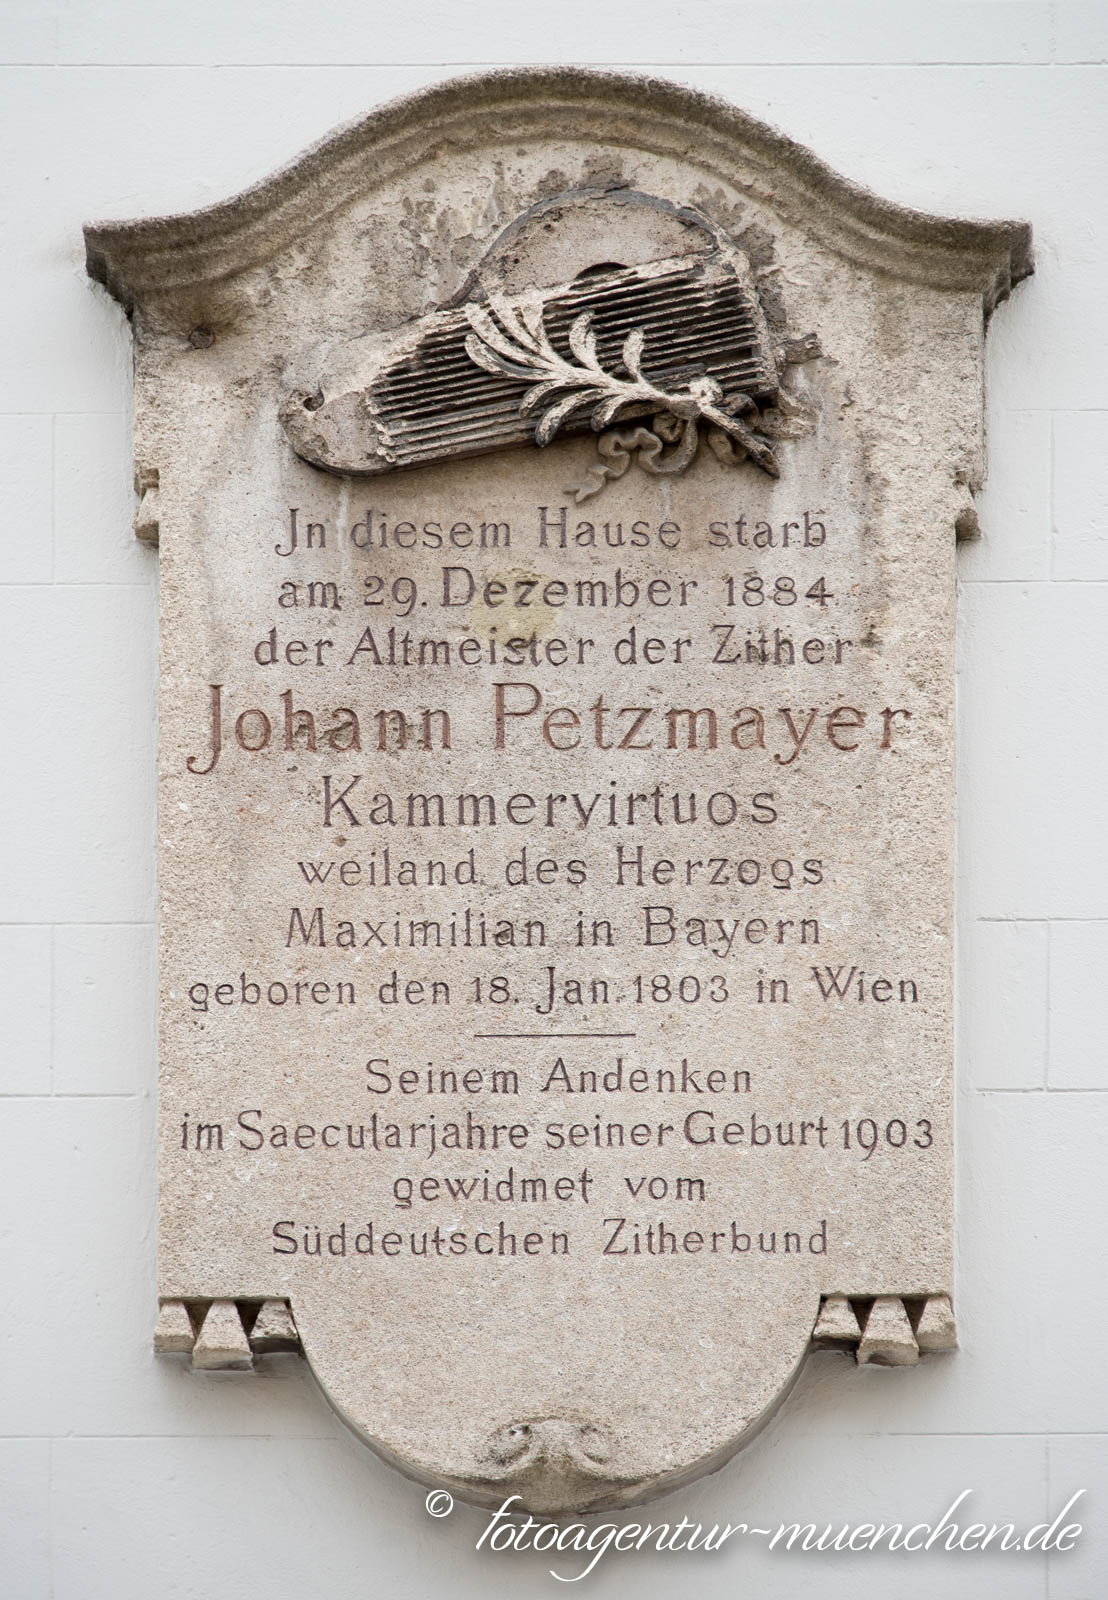 Jn diesem Hause starb
am 29. Dezember 1884
der Altmeister der Zither
Johann Petzmayer
Kammervirtuos
weiland des Herzogs
Maximilian in Bayern
geboren den 18. Jan. 1803 in Wien
Seinem Andenken
im Saecularjahre seiner Geburt 1903
gewidmet vom
Süddeutschen Zitherbund
© fotoagentur-muenchen.de